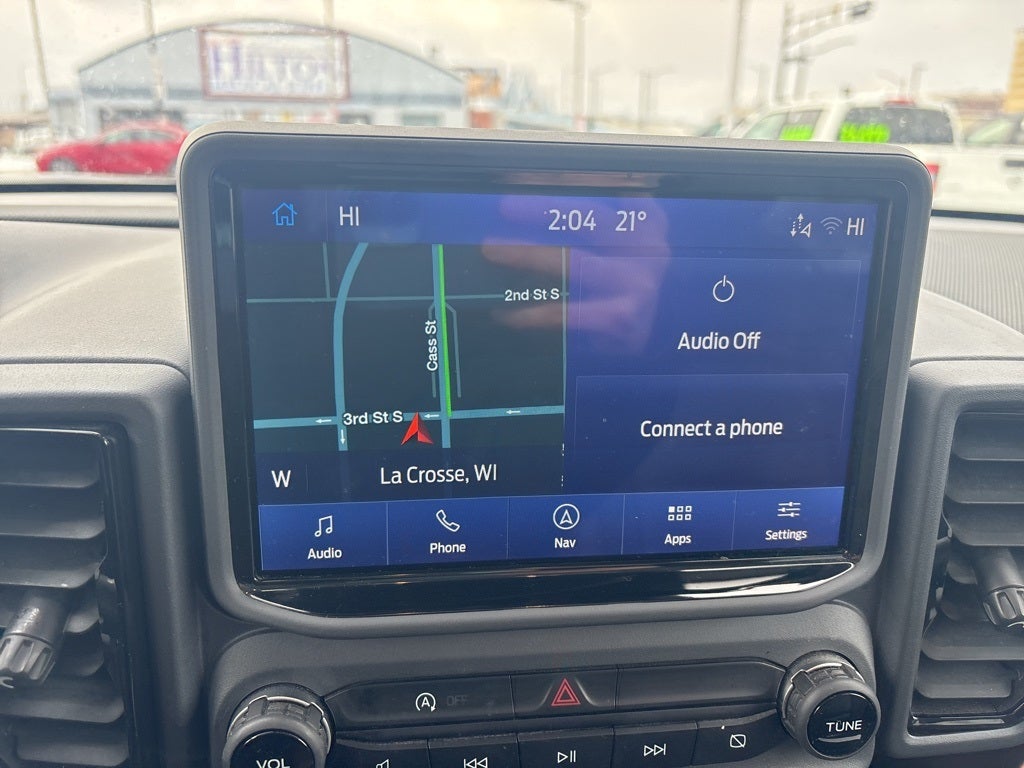 HILTON
HI
2:04 21°
HI
2nd St S
Cass St
3rd St S
W
La Crosse, WI
Audio Off
Connect a phone
Audio
Phone
Nav
Apps
Settings
A OFF
VOL
TUNE